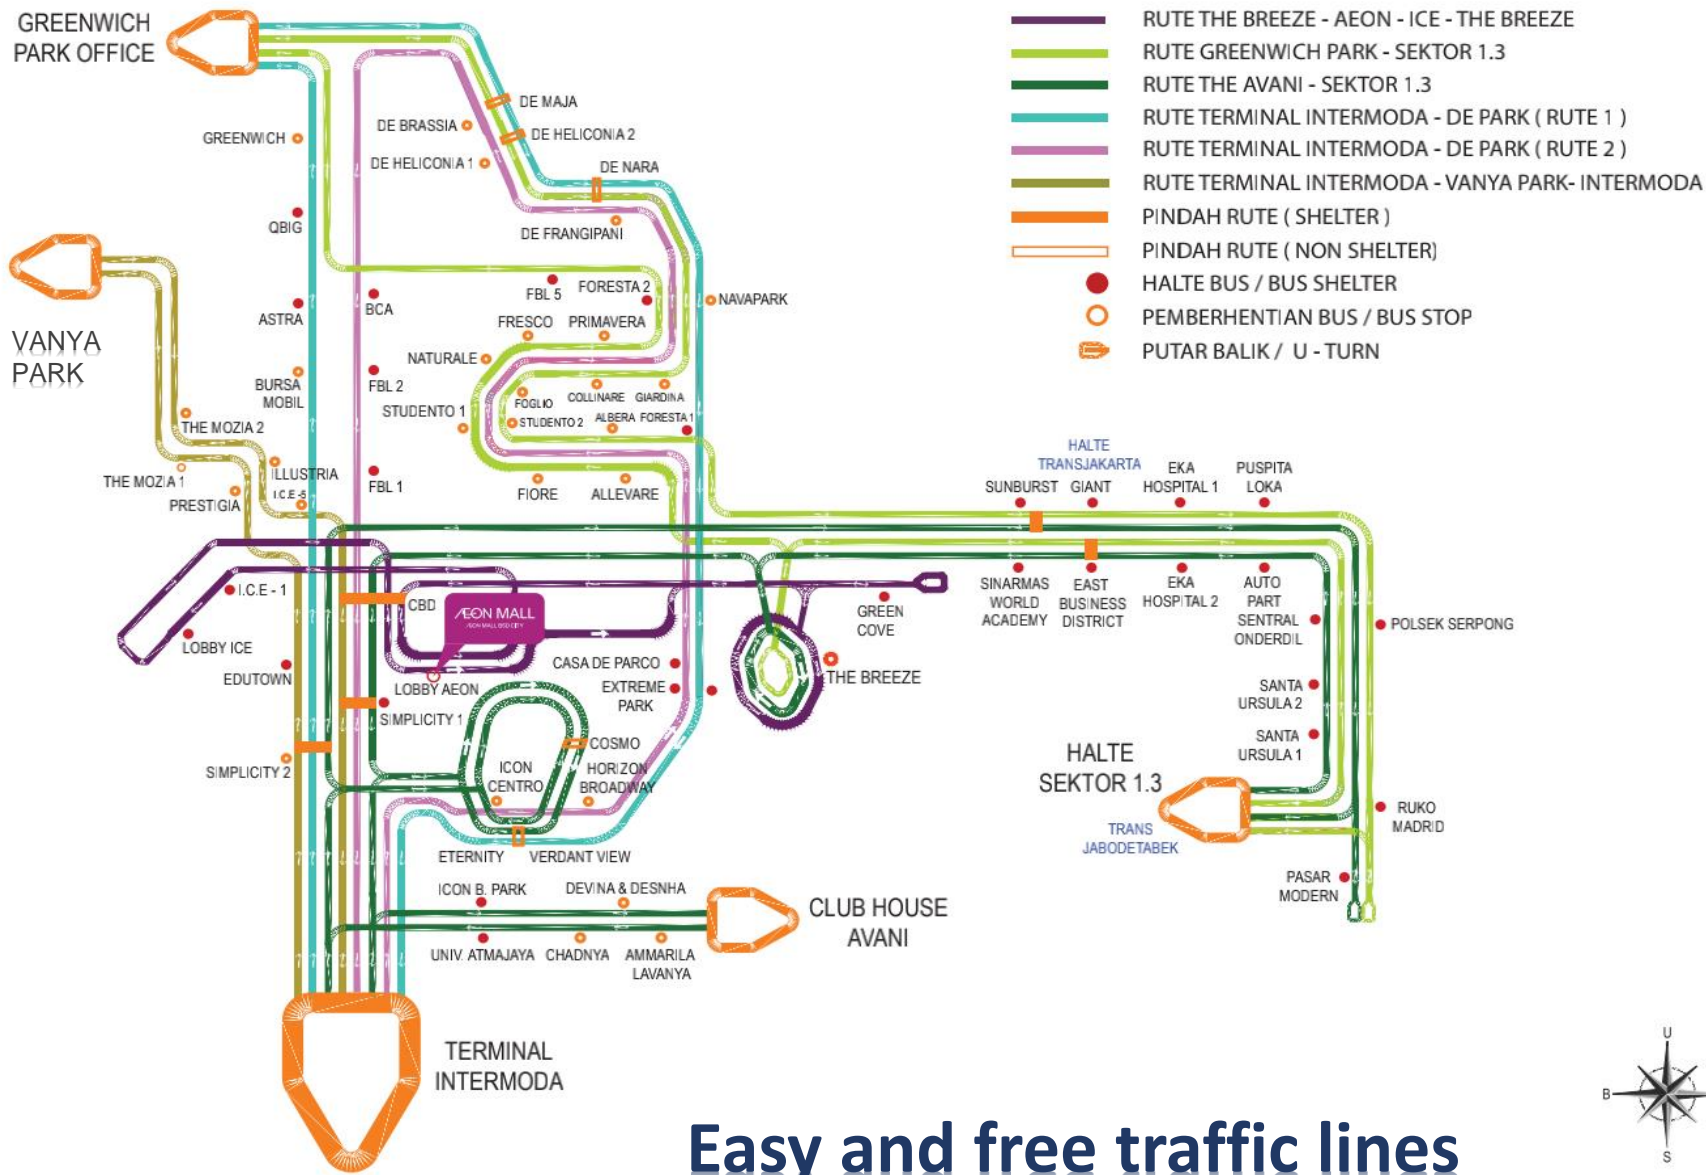 GREENWICH
PARK OFFICE
RUTE THE BREEZE - AEON - ICE - THE BREEZE
RUTE GREENWICH PARK - SEKTOR 1.3
RUTE THE AVANI - SEKTOR 1.3
RUTE TERMINAL INTERMODA - DE PARK ( RUTE 1 )
RUTE TERMINAL INTERMODA - DE PARK ( RUTE 2 )
RUTE TERMINAL INTERMODA - VANYA PARK- INTERMODA
PINDAH RUTE ( SHELTER )
PINDAH RUTE ( NON SHELTER)
HALTE BUS / BUS SHELTER
PEMBERHENTIAN BUS / BUS STOP
PUTAR BALIK / U - TURN
DE MAJA
DE BRASSIA
DE HELICONIA 2
GREENWICH
DE HELICONIA 1
DE NARA
QBIG
DE FRANGIPANI
FORESTA 2
FBL 5
NAVAPARK
BCA
ASTRA
FRESCO
PRIMAVERA
VANYA
PARK
NATURALE
BURSA
MOBIL
FBL 2
STUDENTO 1
FOGLIO
COLLINARE
GIARDINA
STUDENTO 2
ALBERA
FORESTA 1
THE MOZIA 2
THE MOZIA 1
ILLUSTRIA
I.C.E -5
PRESTIGIA
FBL 1
FIORE
ALLEVARE
HALTE
TRANSJAKARTA
SUNBURST
GIANT
EKA
HOSPITAL 1
PUSPITA
LOKA
I.C.E - 1
CBD
ÆON MALL
ÆON MALL BSD CITY
GREEN
COVE
SINARMAS
WORLD
ACADEMY
EAST
BUSINESS
DISTRICT
EKA
HOSPITAL 2
AUTO
PART
SENTRAL
ONDERDIL
POLSEK SERPONG
LOBBY ICE
EDUTOWN
LOBBY AEON
CASA DE PARCO
EXTREME
PARK
THE BREEZE
SIMPLICITY 1
SANTA
URSULA 2
SANTA
URSULA 1
COSMO
SIMPLICITY 2
ICON
CENTRO
HORIZON
BROADWAY
HALTE
SEKTOR 1.3
RUKO
MADRID
TRANS
JABODETABEK
ETERNITY
VERDANT VIEW
ICON B. PARK
DEVINA & DESNHA
PASAR
MODERN
CLUB HOUSE
AVANI
UNIV. ATMAJAYA
CHADNYA
AMMARILA
LAVANYA
TERMINAL
INTERMODA
U
B
S
Easy and free traffic lines